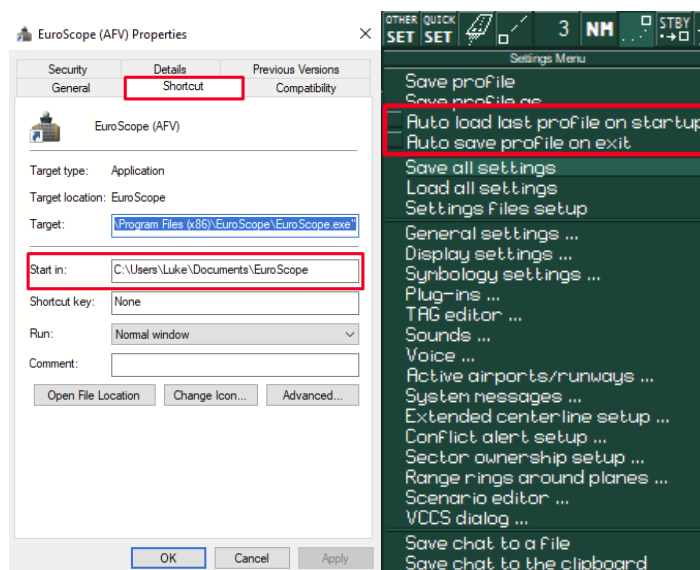 EuroScope (AFV) Properties
Security Details Previous Versions
General Shortcut Compatibility
EuroScope (AFV)
Target type: Application
Target location: EuroScope
Target: \Program Files (x86)\EuroScope\EuroScope.exe"
Start in: C:\Users\Luke\Documents\EuroScope
Shortcut key: None
Run: Normal window
Comment:
Open File Location Change Icon... Advanced...
OK Cancel Apply
OTHER SET QUICK SET 3 NM STBY
Settings Menu
Save profile
Save profile as
Auto load last profile on startup
Auto save profile on exit
Save all settings
Load all settings
Settings files setup
General settings ...
Display settings ...
Symbology settings ...
Plug-ins ...
TAG editor ...
Sounds ...
Voice ...
Active airports/runways ...
System messages ...
Extended centerline setup ...
Conflict alert setup ...
Sector ownership setup ...
Range rings around planes ...
Scenario editor ...
VCCS dialog ...
Save chat to a file
Save chat to the clipboard